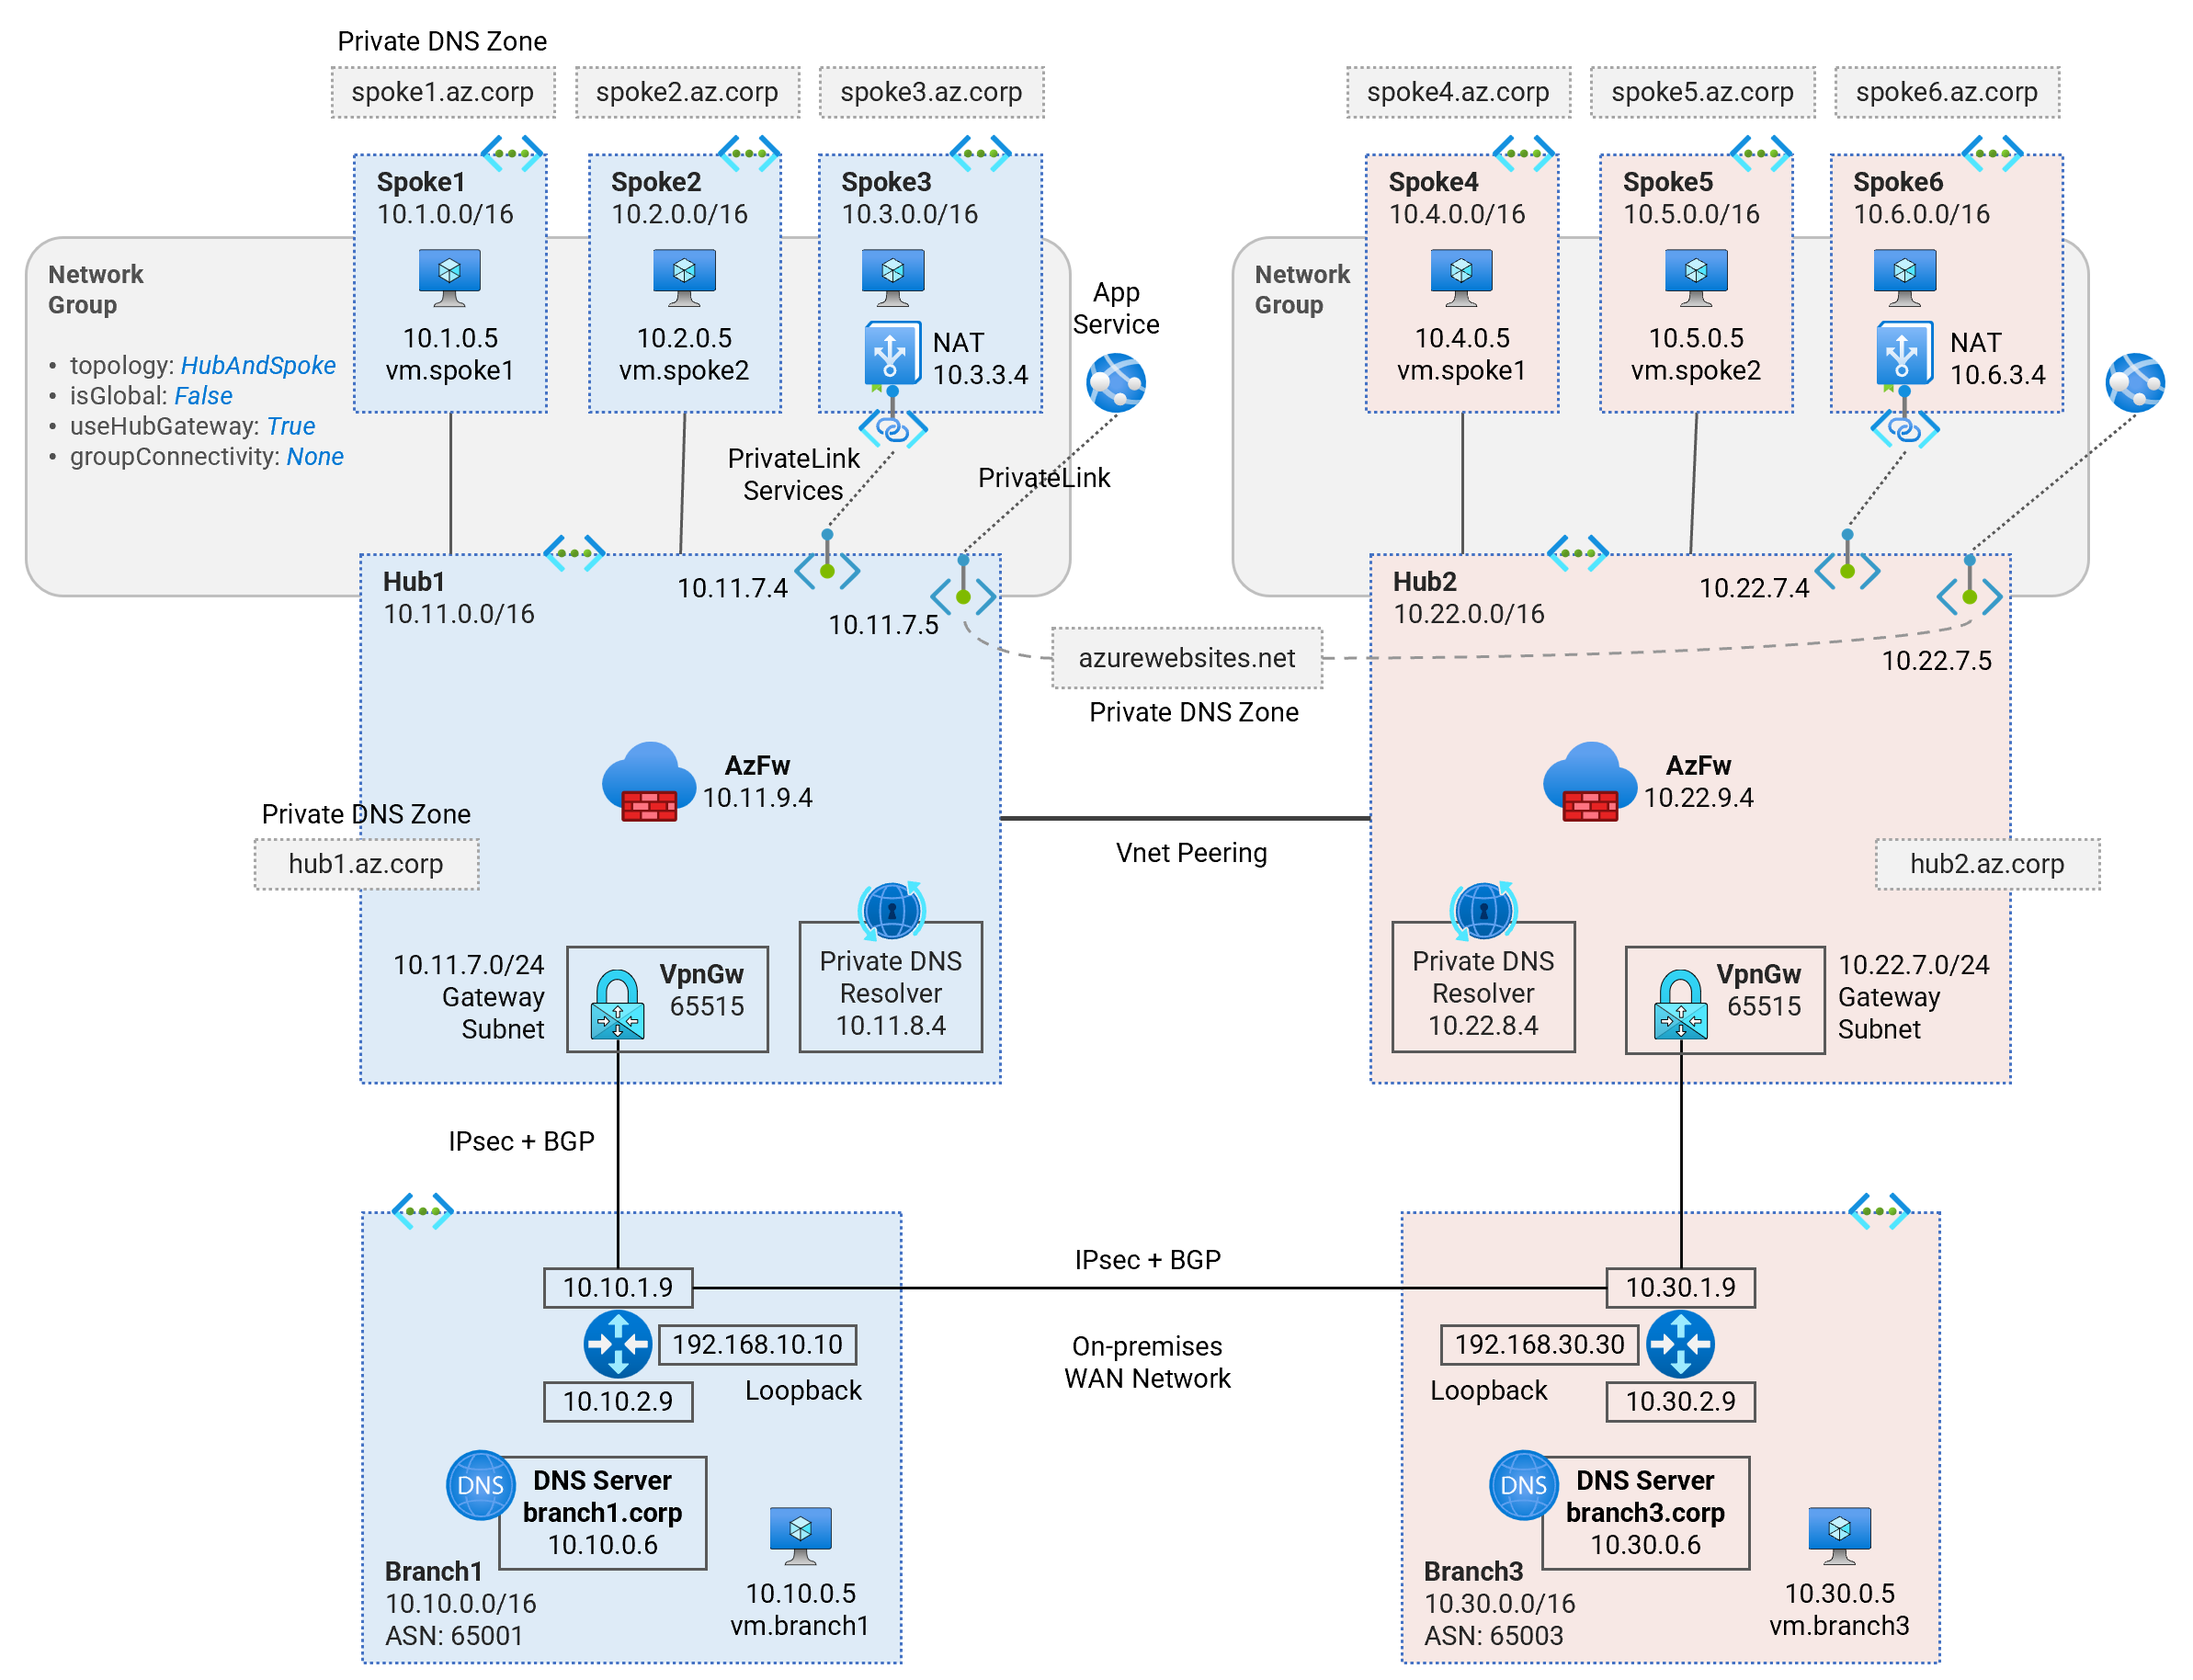 Private DNS Zone
spoke1.az.corp
spoke2.az.corp
spoke3.az.corp
spoke4.az.corp
spoke5.az.corp
spoke6.az.corp
Spoke1
10.1.0.0/16
10.1.0.5
vm.spoke1
Spoke2
10.2.0.0/16
10.2.0.5
vm.spoke2
Spoke3
10.3.0.0/16
NAT
10.3.3.4
Spoke4
10.4.0.0/16
10.4.0.5
vm.spoke1
Spoke5
10.5.0.0/16
10.5.0.5
vm.spoke2
Spoke6
10.6.0.0/16
NAT
10.6.3.4
Network
Group
• topology: HubAndSpoke
• isGlobal: False
• useHubGateway: True
• groupConnectivity: None
App
Service
Network
Group
PrivateLink
Services
PrivateLink
Hub1
10.11.0.0/16
10.11.7.4
10.11.7.5
azurewebsites.net
Private DNS Zone
Hub2
10.22.0.0/16
10.22.7.4
10.22.7.5
AzFw
10.11.9.4
AzFw
10.22.9.4
Private DNS Zone
hub1.az.corp
Vnet Peering
hub2.az.corp
10.11.7.0/24
Gateway
Subnet
VpnGw
65515
Private DNS
Resolver
10.11.8.4
Private DNS
Resolver
10.22.8.4
VpnGw
65515
10.22.7.0/24
Gateway
Subnet
IPsec + BGP
10.10.1.9
192.168.10.10
Loopback
10.10.2.9
IPsec + BGP
On-premises
WAN Network
10.30.1.9
192.168.30.30
Loopback
10.30.2.9
DNS
DNS Server
branch1.corp
10.10.0.6
Branch1
10.10.0.0/16
ASN: 65001
10.10.0.5
vm.branch1
DNS
DNS Server
branch3.corp
10.30.0.6
Branch3
10.30.0.0/16
ASN: 65003
10.30.0.5
vm.branch3